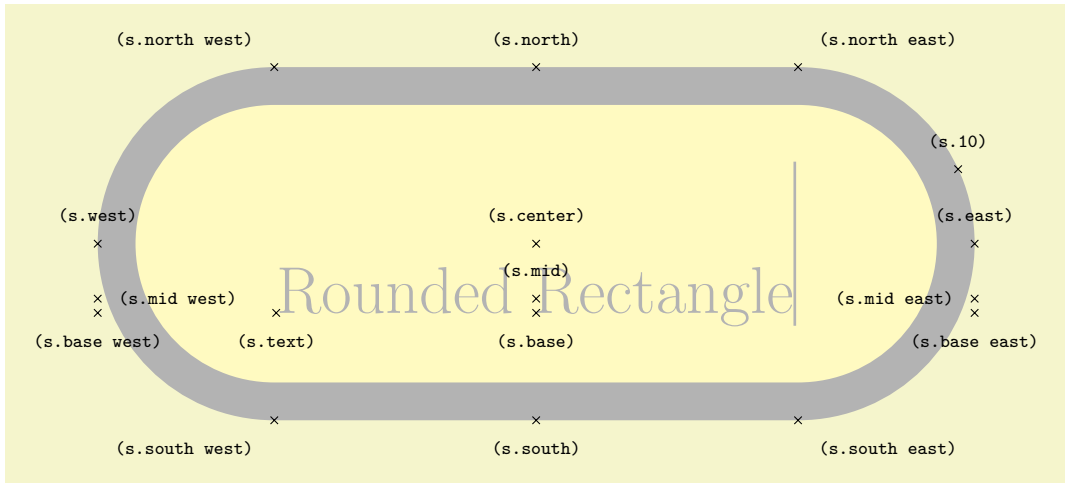 (s.north west) (s.north) (s.north east)
(s.10)
(s.west) (s.center) (s.east)
(s.mid)
Rounded Rectangle
(s.mid west) (s.mid east)
(s.base west) (s.text) (s.base) (s.base east)
(s.south west) (s.south) (s.south east)